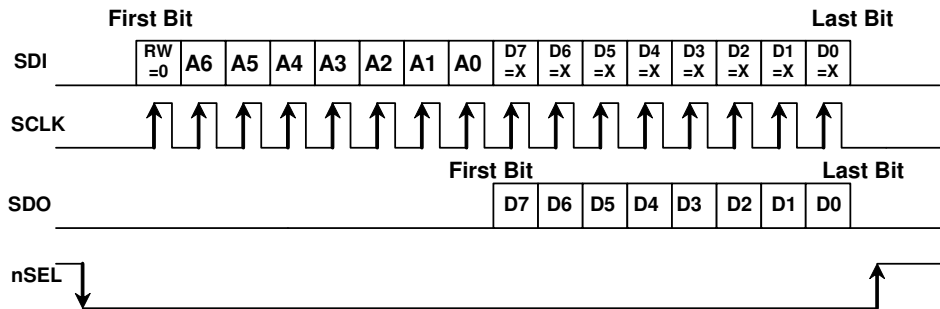 First Bit Last Bit
SDI RW =0 A6 A5 A4 A3 A2 A1 A0 D7 =X D6 =X D5 =X D4 =X D3 =X D2 =X D1 =X D0 =X
SCLK
First Bit Last Bit
SDO D7 D6 D5 D4 D3 D2 D1 D0
nSEL